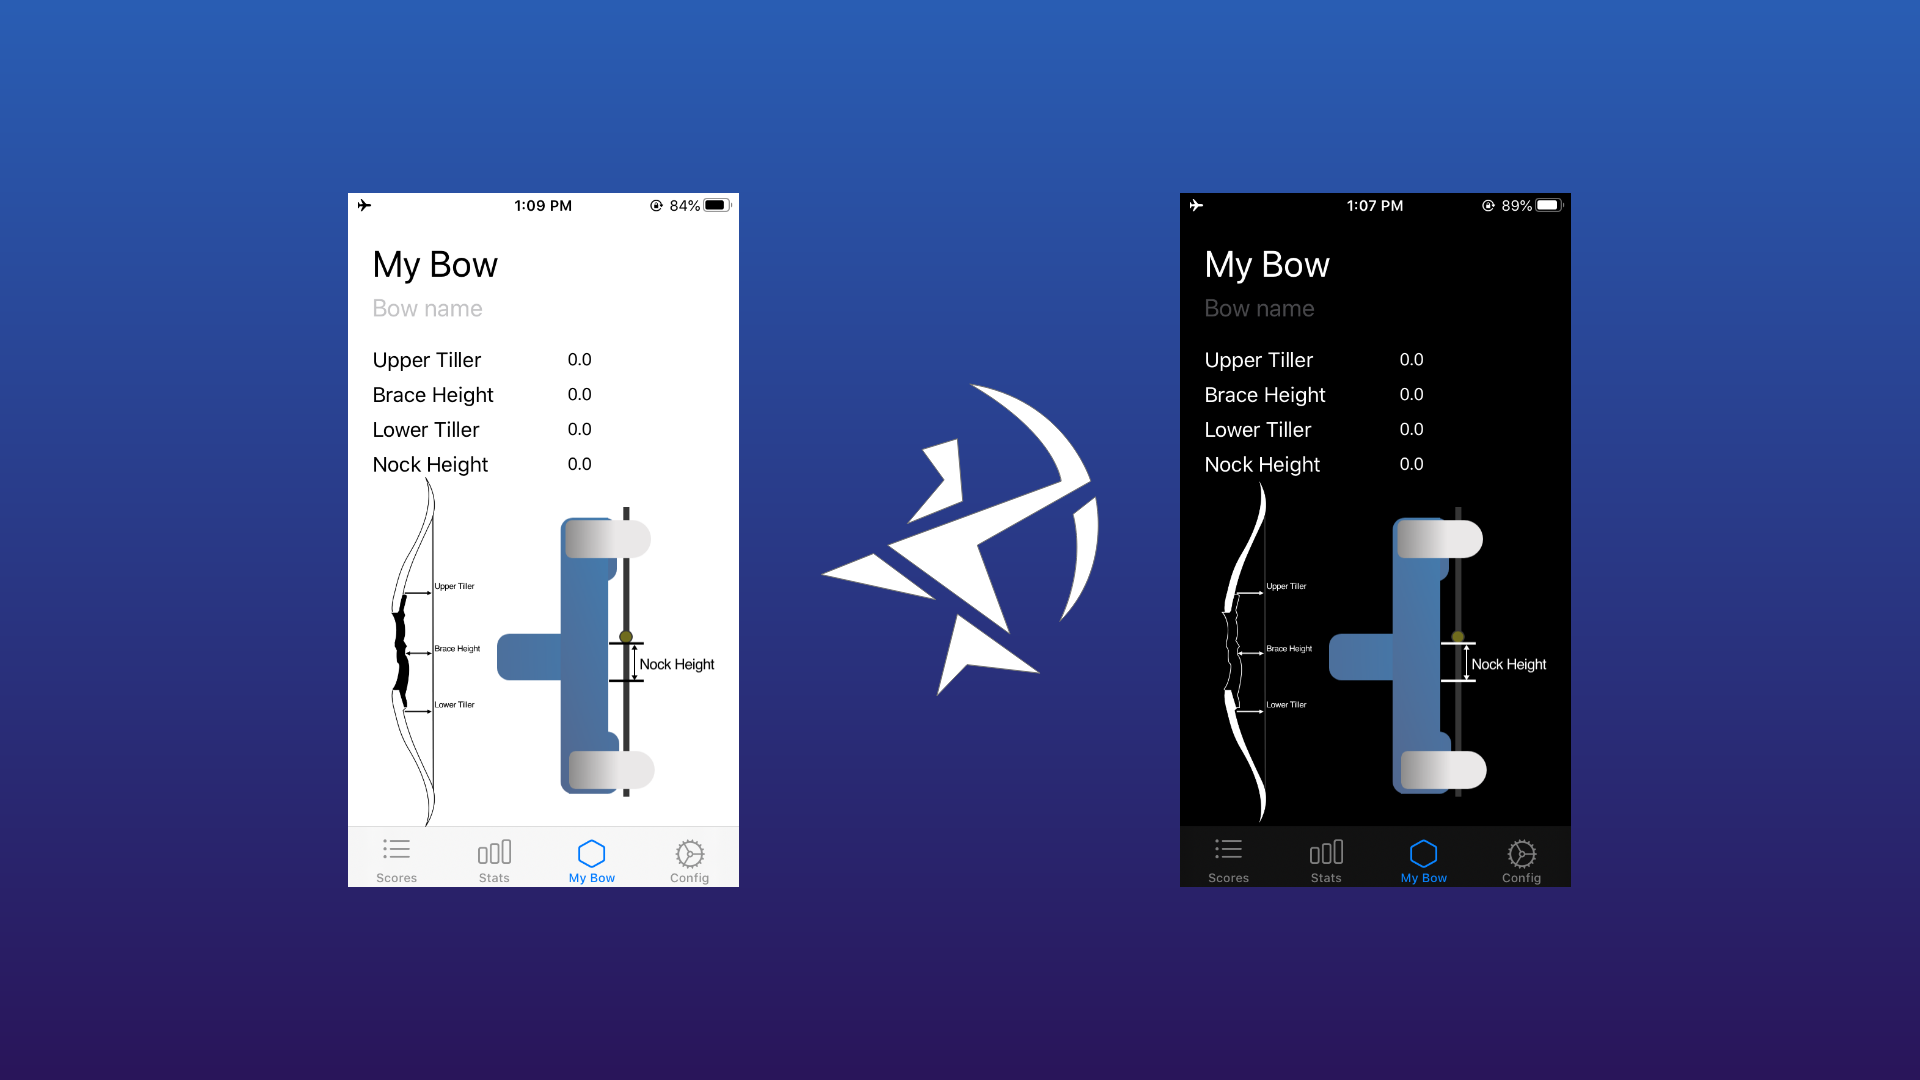 1:09 PM 84%
My Bow
Bow name
Upper Tiller 0.0
Brace Height 0.0
Lower Tiller 0.0
Nock Height 0.0
Upper Tiller
Brace Height
Nock Height
Lower Tiller
Scores Stats My Bow Config
1:07 PM 89%
My Bow
Bow name
Upper Tiller 0.0
Brace Height 0.0
Lower Tiller 0.0
Nock Height 0.0
Upper Tiller
Brace Height
Nock Height
Lower Tiller
Scores Stats My Bow Config